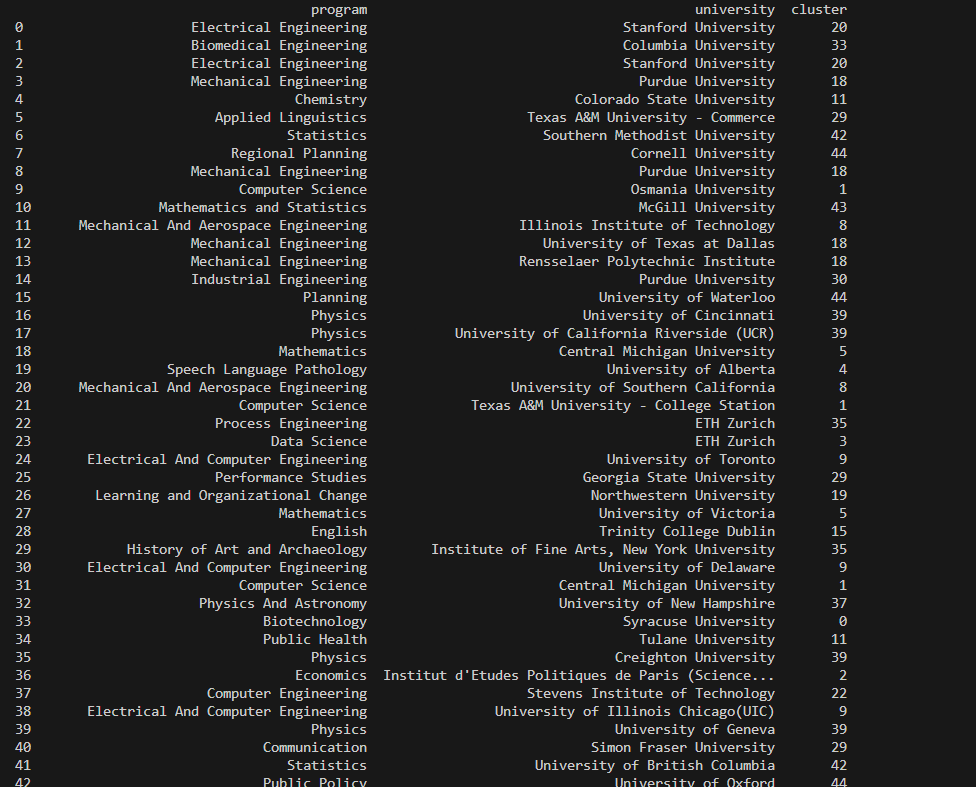 program university cluster
0 Electrical Engineering Stanford University 20
1 Biomedical Engineering Columbia University 33
2 Electrical Engineering Stanford University 20
3 Mechanical Engineering Purdue University 18
4 Chemistry Colorado State University 11
5 Applied Linguistics Texas A&M University - Commerce 29
6 Statistics Southern Methodist University 42
7 Regional Planning Cornell University 44
8 Mechanical Engineering Purdue University 18
9 Computer Science Osmania University 1
10 Mathematics and Statistics McGill University 43
11 Mechanical And Aerospace Engineering Illinois Institute of Technology 8
12 Mechanical Engineering University of Texas at Dallas 18
13 Mechanical Engineering Rensselaer Polytechnic Institute 18
14 Industrial Engineering Purdue University 30
15 Planning University of Waterloo 44
16 Physics University of Cincinnati 39
17 Physics University of California Riverside (UCR) 39
18 Mathematics Central Michigan University 5
19 Speech Language Pathology University of Alberta 4
20 Mechanical And Aerospace Engineering University of Southern California 8
21 Computer Science Texas A&M University - College Station 1
22 Process Engineering ETH Zurich 35
23 Data Science ETH Zurich 3
24 Electrical And Computer Engineering University of Toronto 9
25 Performance Studies Georgia State University 29
26 Learning and Organizational Change Northwestern University 19
27 Mathematics University of Victoria 5
28 English Trinity College Dublin 15
29 History of Art and Archaeology Institute of Fine Arts, New York University 35
30 Electrical And Computer Engineering University of Delaware 9
31 Computer Science Central Michigan University 1
32 Physics And Astronomy University of New Hampshire 37
33 Biotechnology Syracuse University 0
34 Public Health Tulane University 11
35 Physics Creighton University 39
36 Economics Institut d'Etudes Politiques de Paris (Science... 2
37 Computer Engineering Stevens Institute of Technology 22
38 Electrical And Computer Engineering University of Illinois Chicago(UIC) 9
39 Physics University of Geneva 39
40 Communication Simon Fraser University 29
41 Statistics University of British Columbia 42
42 Public Policy University of Oxford 44